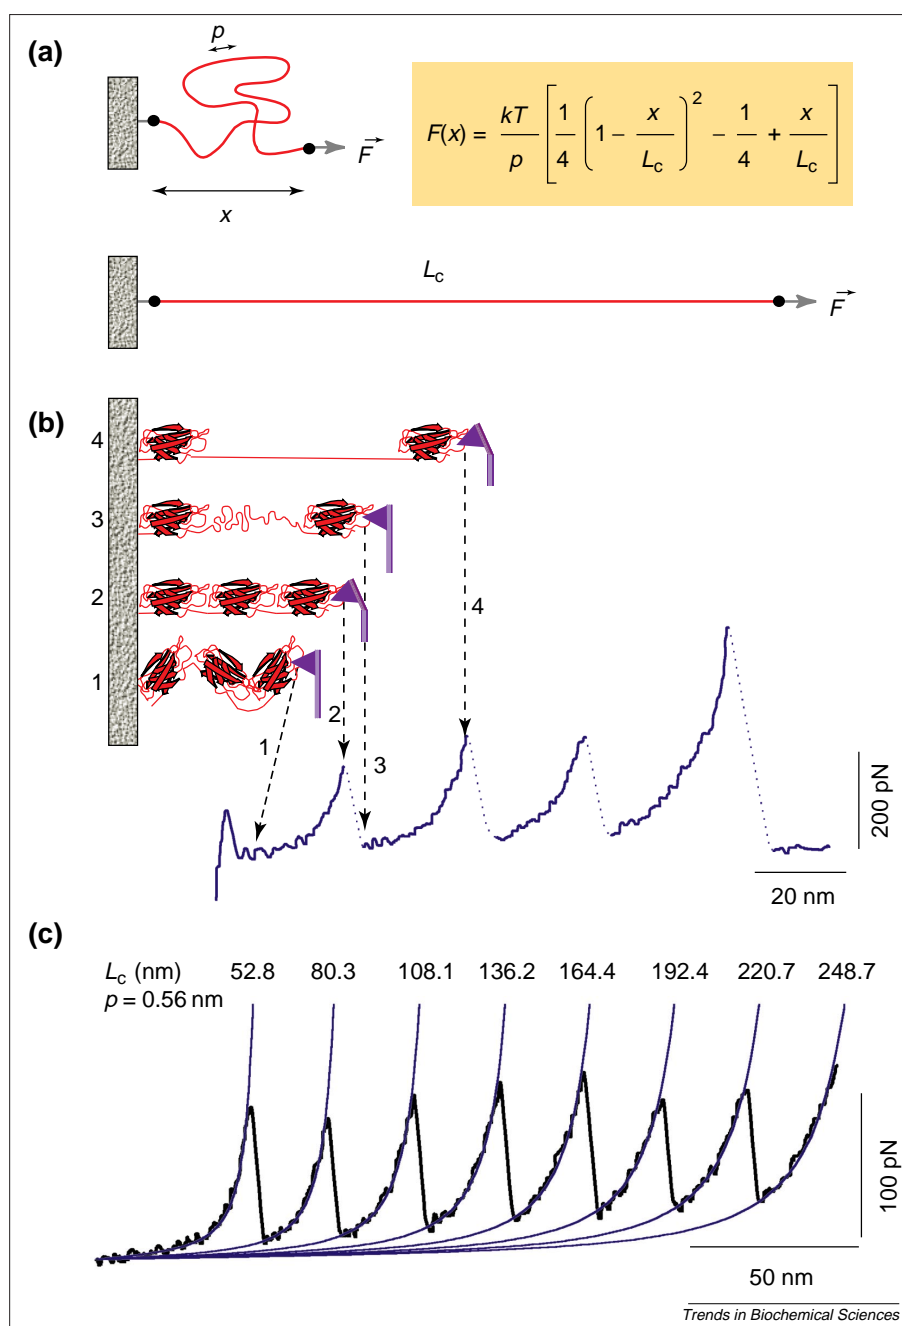 (a)
p
F
x
F(x) = kT/p [1/4 (1 – x/Lc)2 – 1/4 + x/Lc]
Lc
F
(b)
4
3
2
1
1
2
3
4
200 pN
20 nm
(c)
Lc (nm) 52.8 80.3 108.1 136.2 164.4 192.4 220.7 248.7
p = 0.56 nm
100 pN
50 nm
Trends in Biochemical Sciences